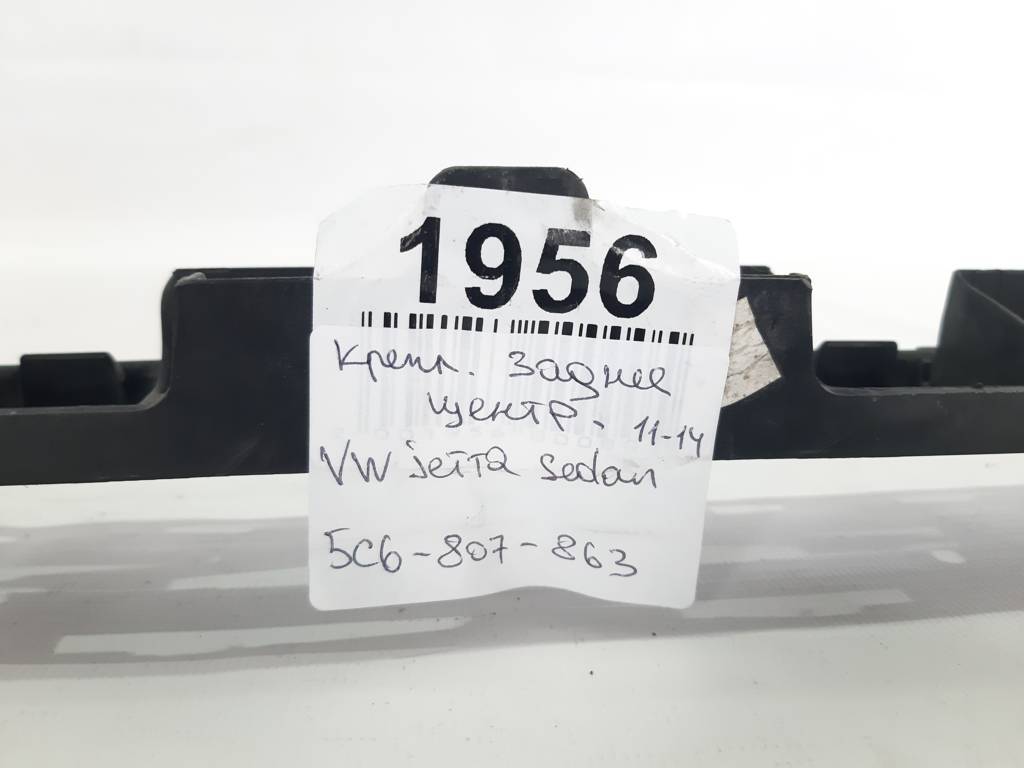 1956
Крепл. Заднее
центр. 11-14
VW jetta Sedan
5C6-807-863